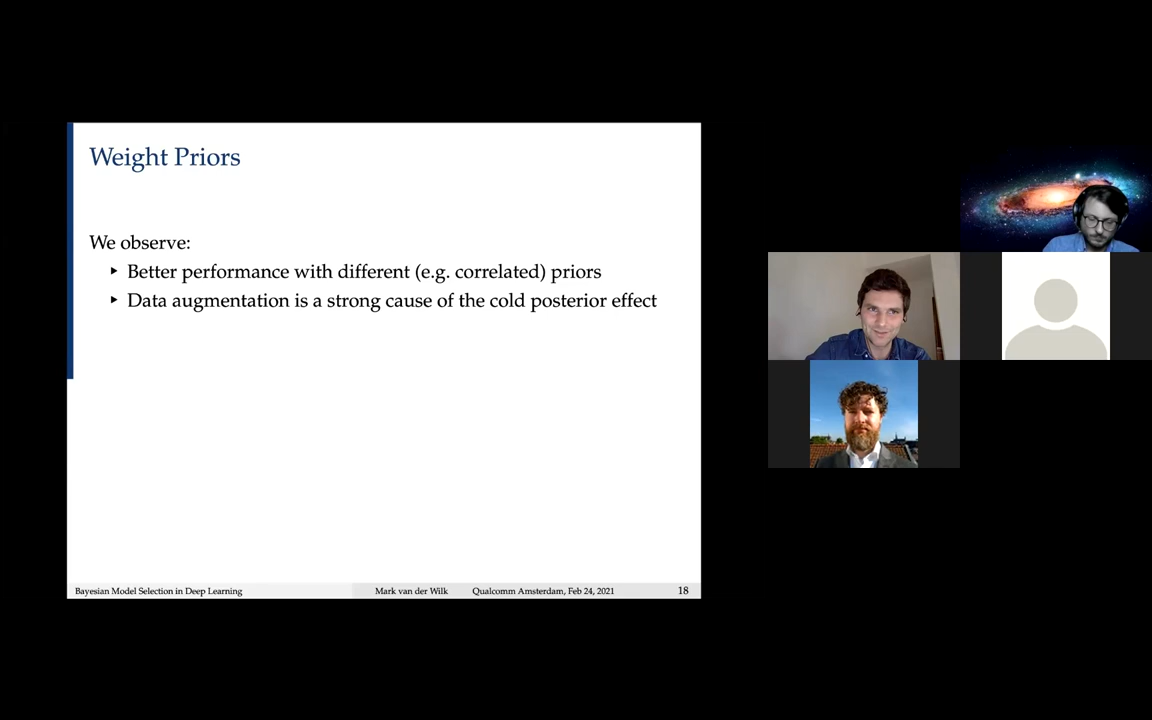 Weight Priors
We observe:
‣ Better performance with different (e.g. correlated) priors
‣ Data augmentation is a strong cause of the cold posterior effect
Bayesian Model Selection in Deep Learning Mark van der Wilk Qualcomm Amsterdam, Feb 24, 2021 18